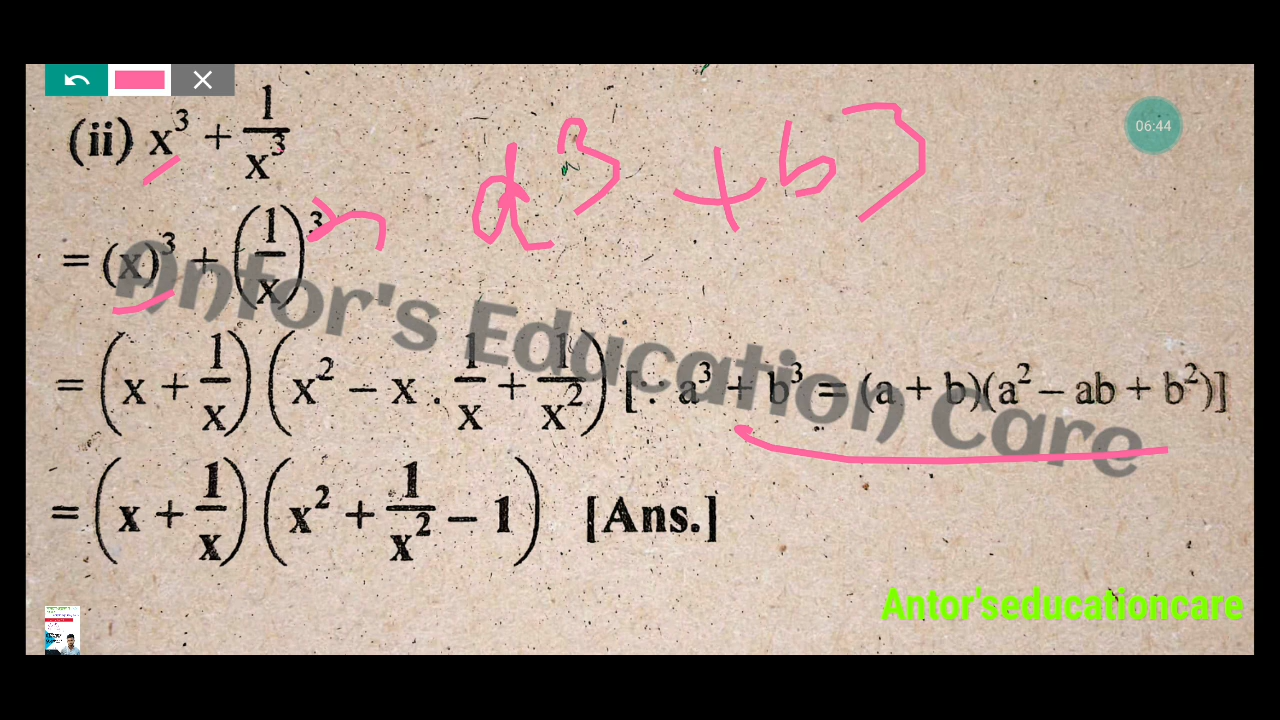 (ii) x³ + 1/x³
a³ + b³
06:44
= (x)³ + (1/x)³
Antor's Education Care
= (x + 1/x) (x² – x . 1/x + 1/x²) [∵ a³ + b³ = (a + b)(a² – ab + b²)]
= (x + 1/x) (x² + 1/x² – 1) [Ans.]
Antor'seducationcare